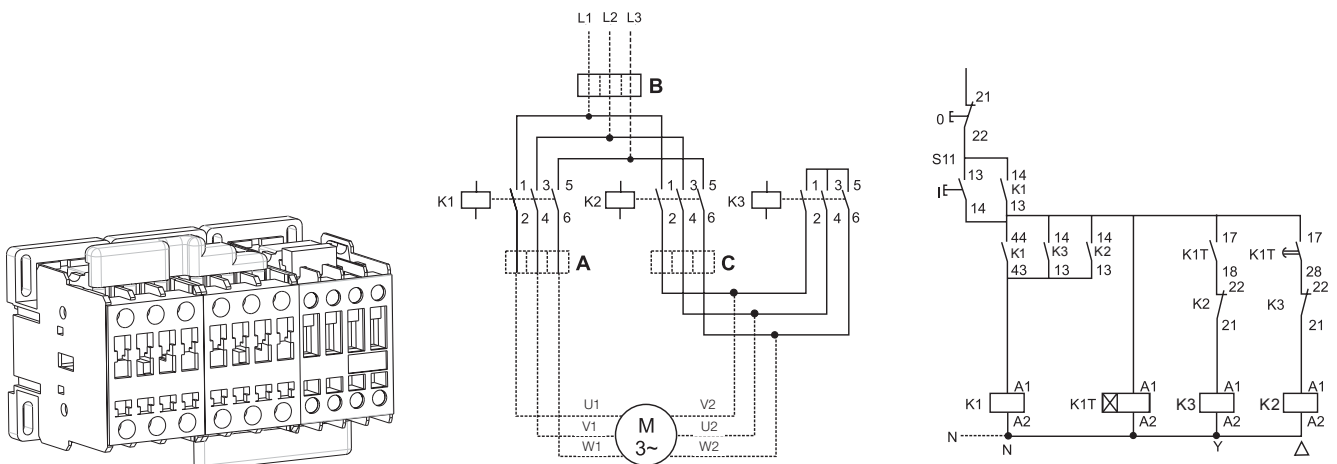 L1 L2 L3
B
K1 1 3 5 K2 1 3 5 K3 1 3 5
2 4 6 2 4 6 2 4 6
A C
U1 V2
V1 M U2
W1 3~ W2
21
0
22
S11
13 14
I K1
14 13
44 14 14 17 17
K1 K3 K2 K1T K1T
43 13 13 18 28
22 22
K2 K3
21 21
A1 A1 A1 A1
K1 K1T K3 K2
A2 A2 A2 A2
N N Y △